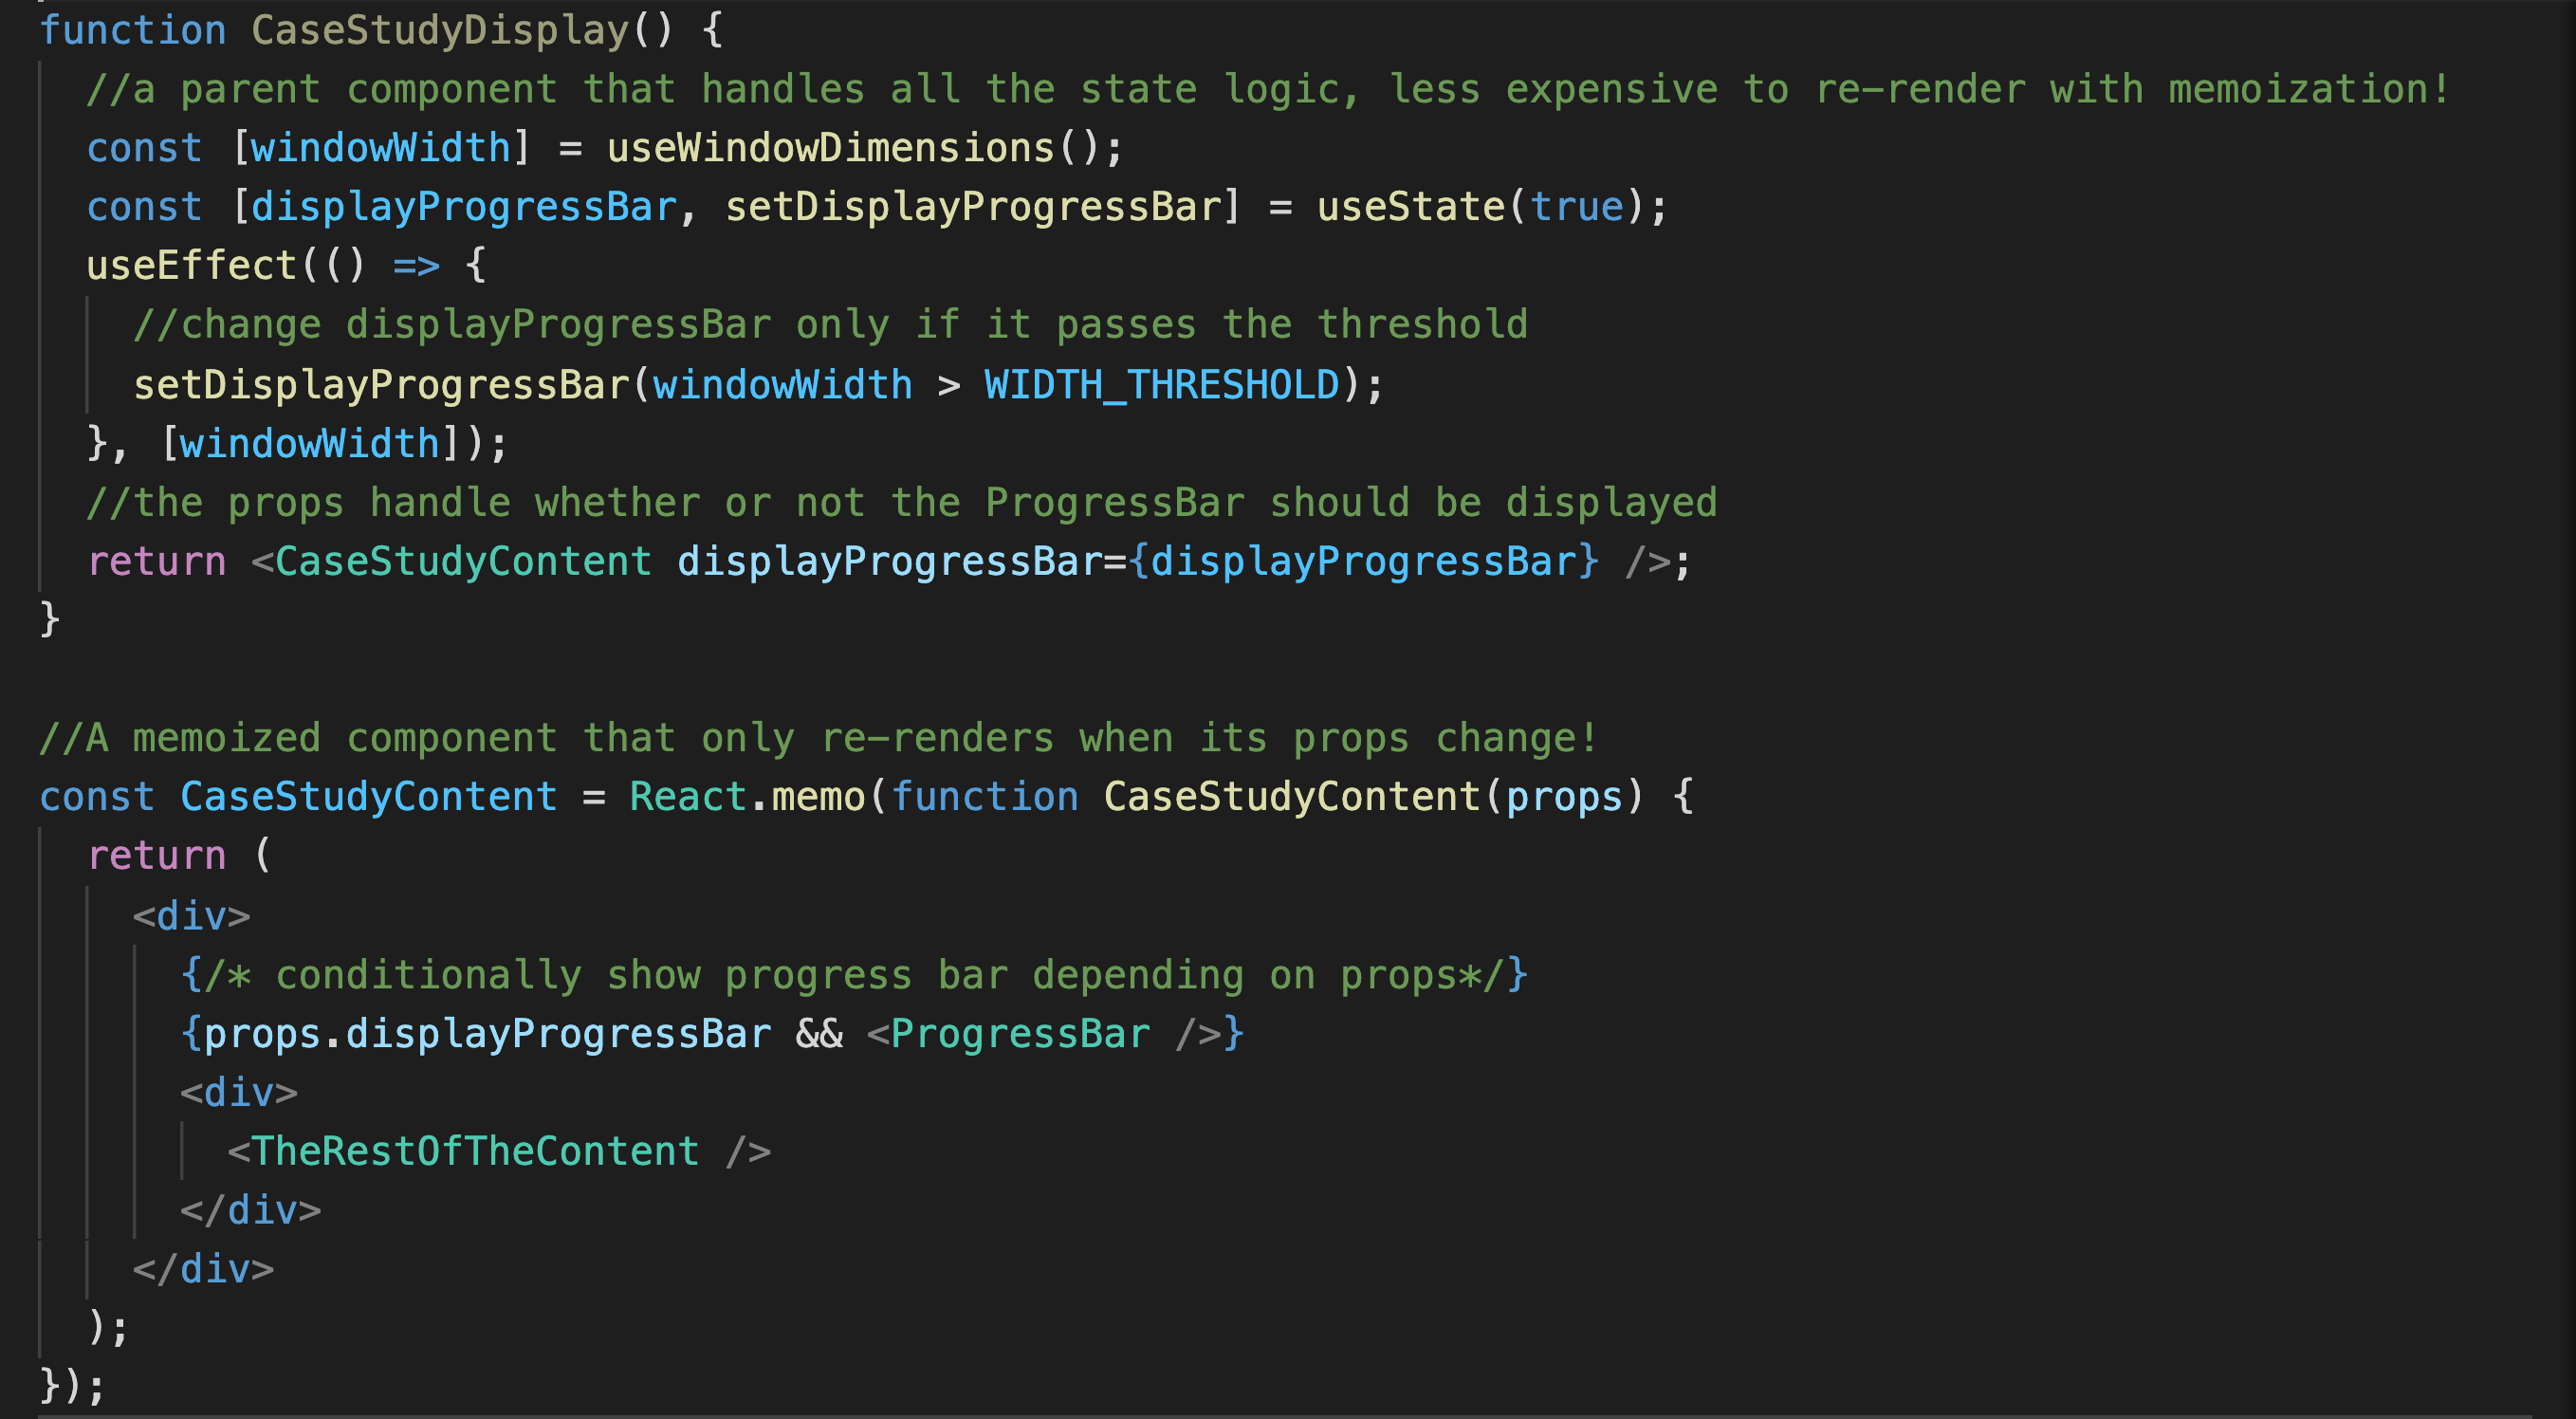 function CaseStudyDisplay() {
  //a parent component that handles all the state logic, less expensive to re-render with memoization!
  const [windowWidth] = useWindowDimensions();
  const [displayProgressBar, setDisplayProgressBar] = useState(true);
  useEffect(() => {
    //change displayProgressBar only if it passes the threshold
    setDisplayProgressBar(windowWidth > WIDTH_THRESHOLD);
  }, [windowWidth]);
  //the props handle whether or not the ProgressBar should be displayed
  return <CaseStudyContent displayProgressBar={displayProgressBar} />;
}

//A memoized component that only re-renders when its props change!
const CaseStudyContent = React.memo(function CaseStudyContent(props) {
  return (
    <div>
      {/* conditionally show progress bar depending on props*/}
      {props.displayProgressBar && <ProgressBar />}
      <div>
        <TheRestOfTheContent />
      </div>
    </div>
  );
});